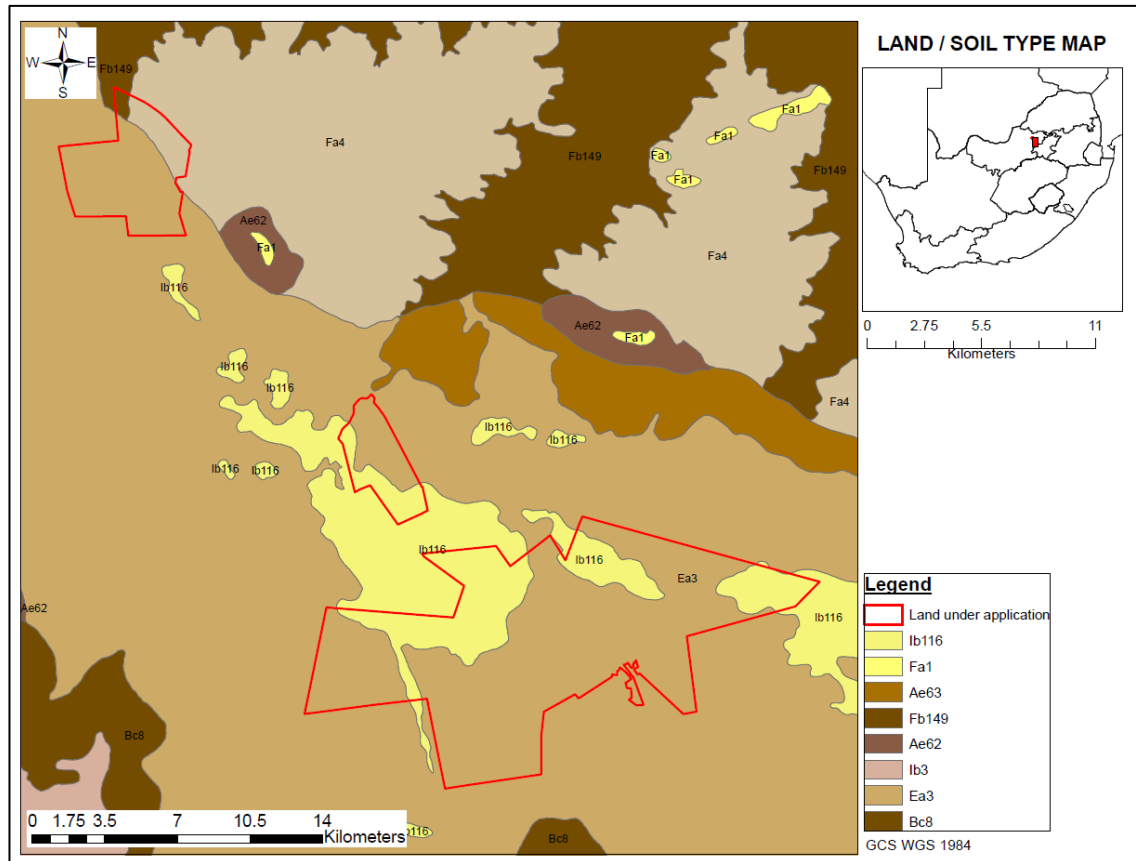 N
W E
S
Fb149
Fa4
Fb149
Fa1
Fa1
Fa1
Fa1
Fb149
Ae62
Fa1
Fa4
Ib116
Ae62
Fa1
Ib116
Ib116
Fa4
Ib116
Ib116
Ib116
Ib116
Ib116
Ib116
Ea3
Ib116
Ae62
Bc8
Bc8
b116
0 1.75 3.5 7 10.5 14
Kilometers
LAND / SOIL TYPE MAP
0 2.75 5.5 11
Kilometers
Legend
Land under application
Ib116
Fa1
Ae63
Fb149
Ae62
Ib3
Ea3
Bc8
GCS WGS 1984